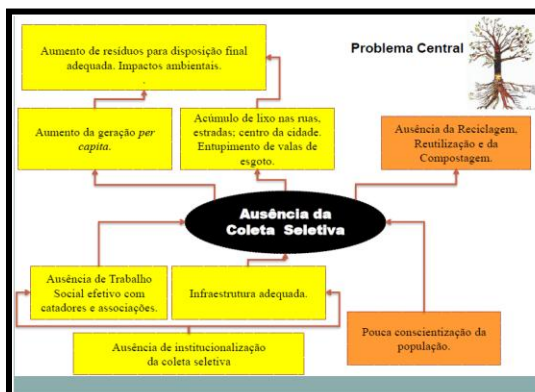 Aumento de resíduos para disposição final
adequada. Impactos ambientais.
.
Problema Central
Aumento da geração per
capita.
Acúmulo de lixo nas ruas,
estradas; centro da cidade.
Entupimento de valas de
esgoto.
Ausência da Reciclagem,
Reutilização e da
Compostagem.
Ausência da
Coleta Seletiva
Ausência de Trabalho
Social efetivo com
catadores e associações.
Infraestrutura adequada.
Pouca conscientização da
população.
Ausência de institucionalização
da coleta seletiva